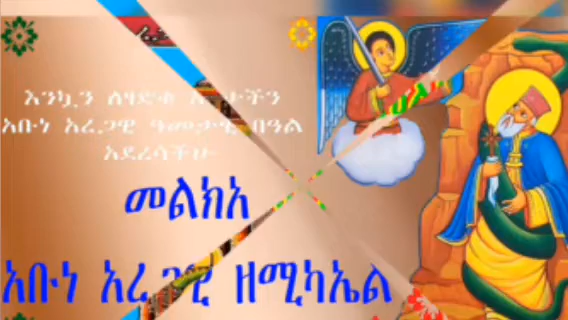 እንኳን ለፃድቁ አባታችን
አቡነ አረጋዊ ዓመታዊ በዓል
አደረሳችሁ
መልክአ
አቡነ አረጋዊ ዘሚካኤል